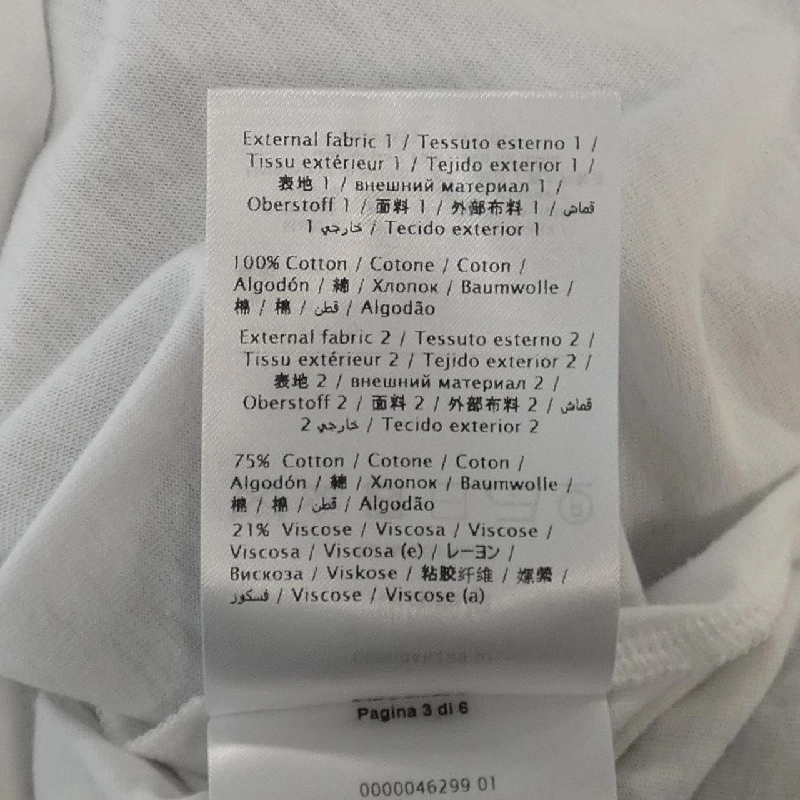 External fabric 1 / Tessuto esterno 1 /
Tissu extérieur 1 / Tejido exterior 1 /
表地 1 / внешний материал 1 /
Oberstoff 1 / 面料 1 / 外部布料 1 / قماش
خارجي 1 / Tecido exterior 1
100% Cotton / Cotone / Coton /
Algodón / 綿 / Хлопок / Baumwolle /
棉 / 棉 / قطن / Algodão
External fabric 2 / Tessuto esterno 2 /
Tissu extérieur 2 / Tejido exterior 2 /
表地 2 / внешний материал 2 /
Oberstoff 2 / 面料 2 / 外部布料 2 / قماش
خارجي 2 / Tecido exterior 2
75% Cotton / Cotone / Coton /
Algodón / 綿 / Хлопок / Baumwolle /
棉 / 棉 / قطن / Algodão
21% Viscose / Viscosa / Viscose /
Viscosa / Viscosa (e) / レーヨン /
Вискоза / Viskose / 粘胶纤维 / 嫘縈 /
فسكوز / Viscose / Viscose (a)
Pagina 3 di 6
0000046299 01